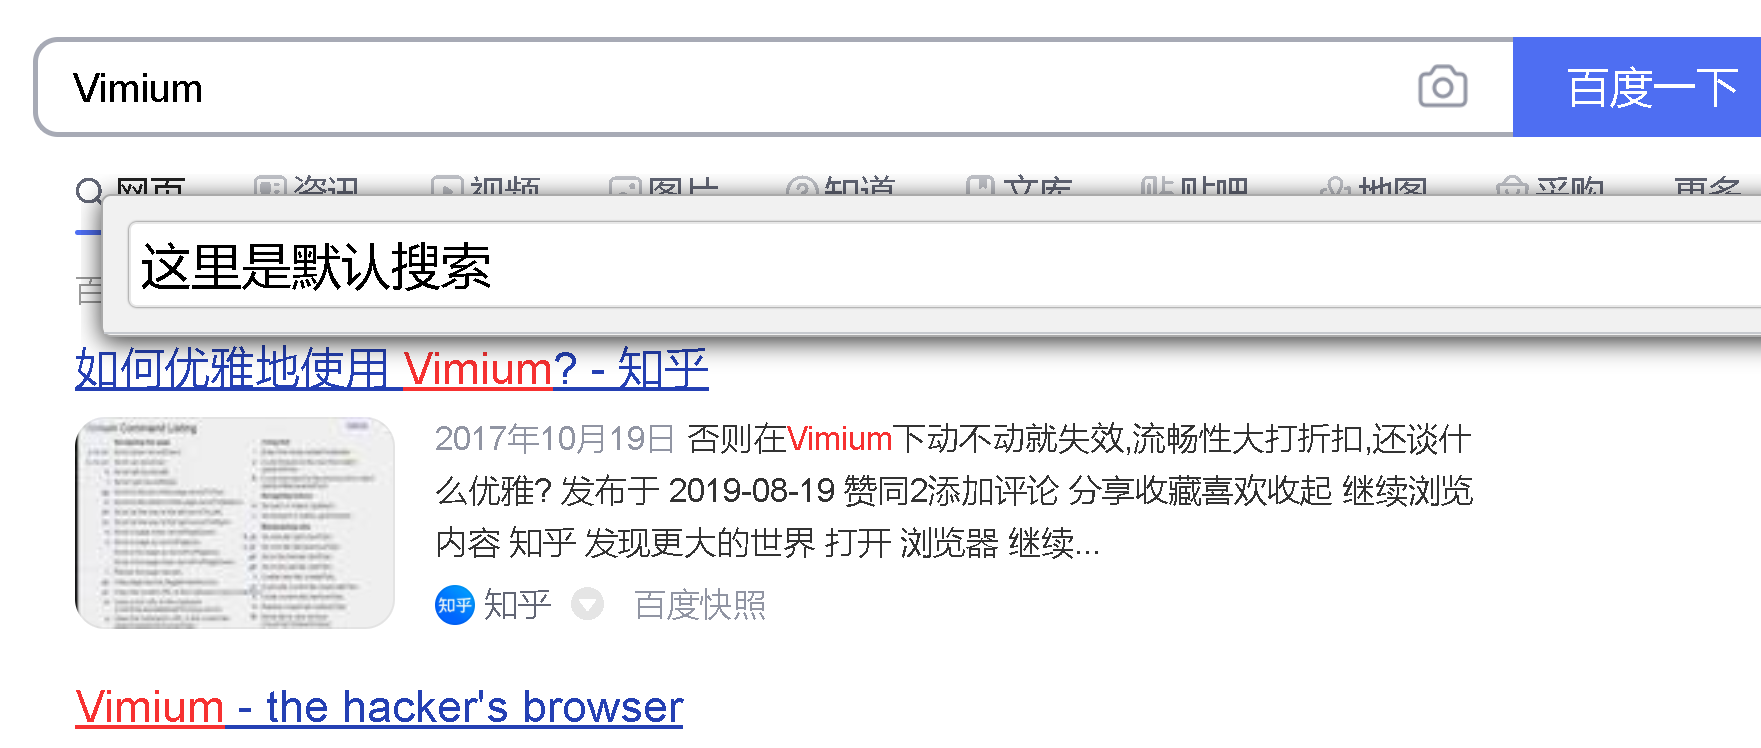 Vimium
百度一下
网页 资讯 视频 图片 知道 文库 贴吧 地图 采购 更多
这里是默认搜索
百
如何优雅地使用 Vimium? - 知乎
2017年10月19日 否则在Vimium下动不动就失效,流畅性大打折扣,还谈什
么优雅? 发布于 2019-08-19 赞同2添加评论 分享收藏喜欢收起 继续浏览
内容 知乎 发现更大的世界 打开 浏览器 继续...
知乎 知乎 百度快照
Vimium - the hacker's browser